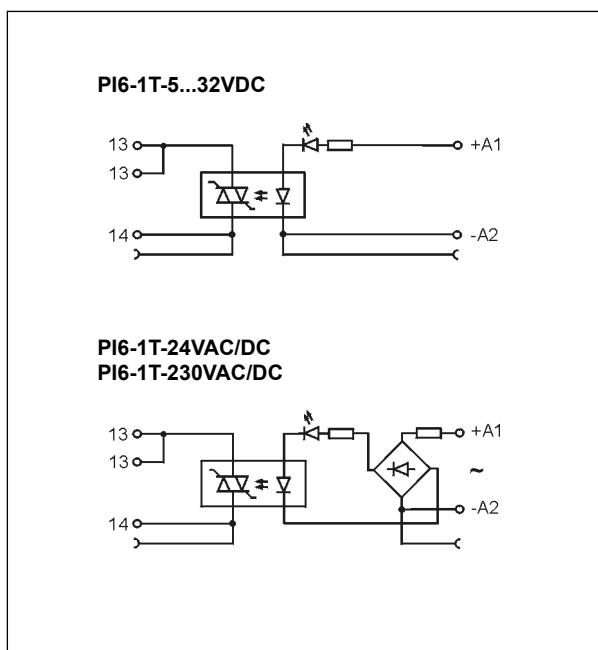 PI6-1T-5...32VDC
13
+A1
13
14
-A2
PI6-1T-24VAC/DC
PI6-1T-230VAC/DC
13
+A1
13
~
14
-A2